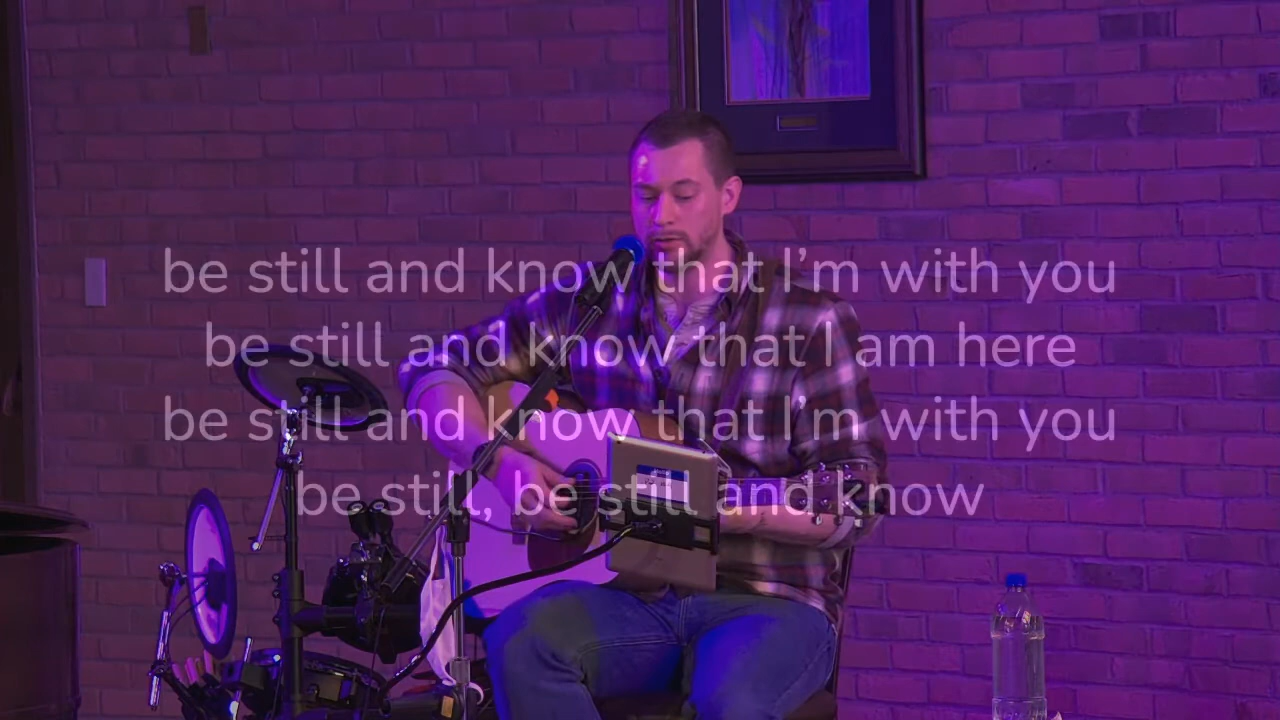 be still and know that I’m with you
be still and know that I am here
be still and know that I’m with you
be still, be still and know